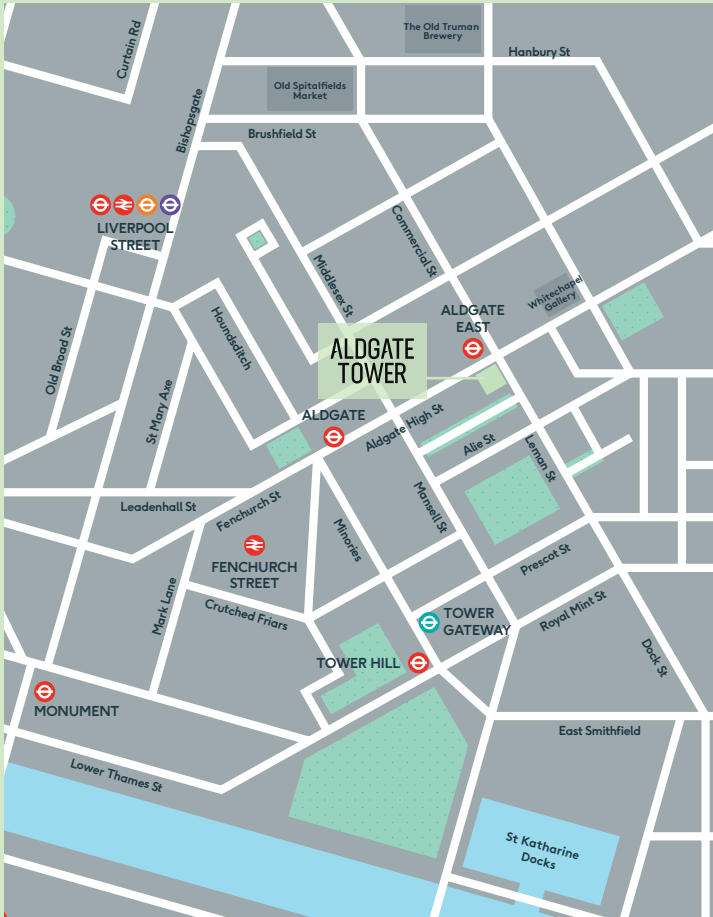 Curtain Rd
The Old Truman
Brewery
Hanbury St
Old Spitalfields
Market
Bishopsgate
Brushfield St
LIVERPOOL
STREET
Commercial St
Middlesex St
Whitechapel
Gallery
Houndsditch
ALDGATE
EAST
ALDGATE
TOWER
Old Broad St
St Mary Axe
ALDGATE
Aldgate High St
Alie St
Leman St
Leadenhall St
Fenchurch St
Mansell St
Minories
FENCHURCH
STREET
Prescot St
Mark Lane
Crutched Friars
Royal Mint St
TOWER
GATEWAY
TOWER HILL
Dock St
MONUMENT
East Smithfield
Lower Thames St
St Katharine
Docks